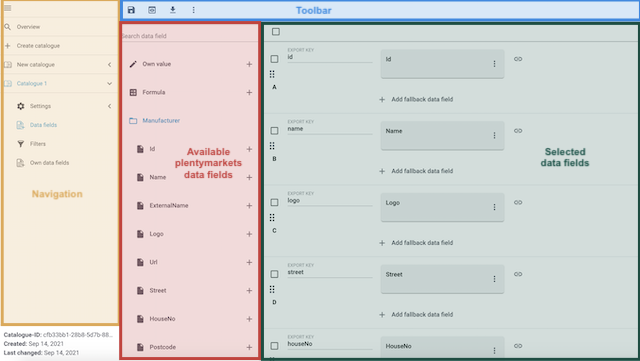 Toolbar
Overview
Create catalogue
New catalogue
Catalogue 1
Settings
Data fields
Filters
Own data fields
Navigation
Catalogue-ID: cfb33bb1-28b8-5d7b-88...
Created: Sep 14, 2021
Last changed: Sep 14, 2021
Search data field
Own value
Formula
Manufacturer
Id
Name
ExternalName
Logo
Url
Street
HouseNo
Postcode
Available
plentymarkets
data fields
EXPORT KEY
id
Id
A
Add fallback data field
EXPORT KEY
name
Name
B
Add fallback data field
Selected
data fields
EXPORT KEY
logo
Logo
C
Add fallback data field
EXPORT KEY
street
Street
D
Add fallback data field
EXPORT KEY
houseNo
HouseNo